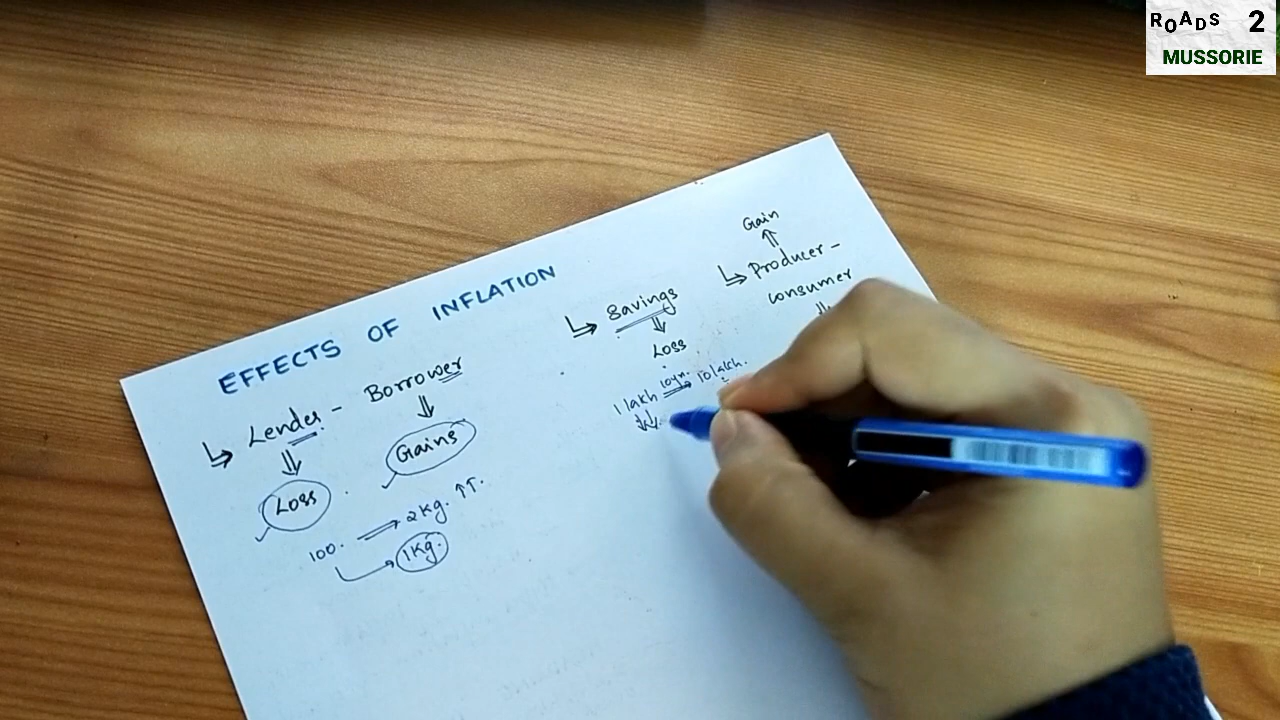 ROADS 2
MUSSORIE
EFFECTS OF INFLATION
↳ Lender - Borrower
Loss
Gains
100. → 2kg. ↑T.
1kg.
↳ Savings
Loss
1 lakh 10yr. → 10 lakh.
Gain
↳ Producer -
consumer